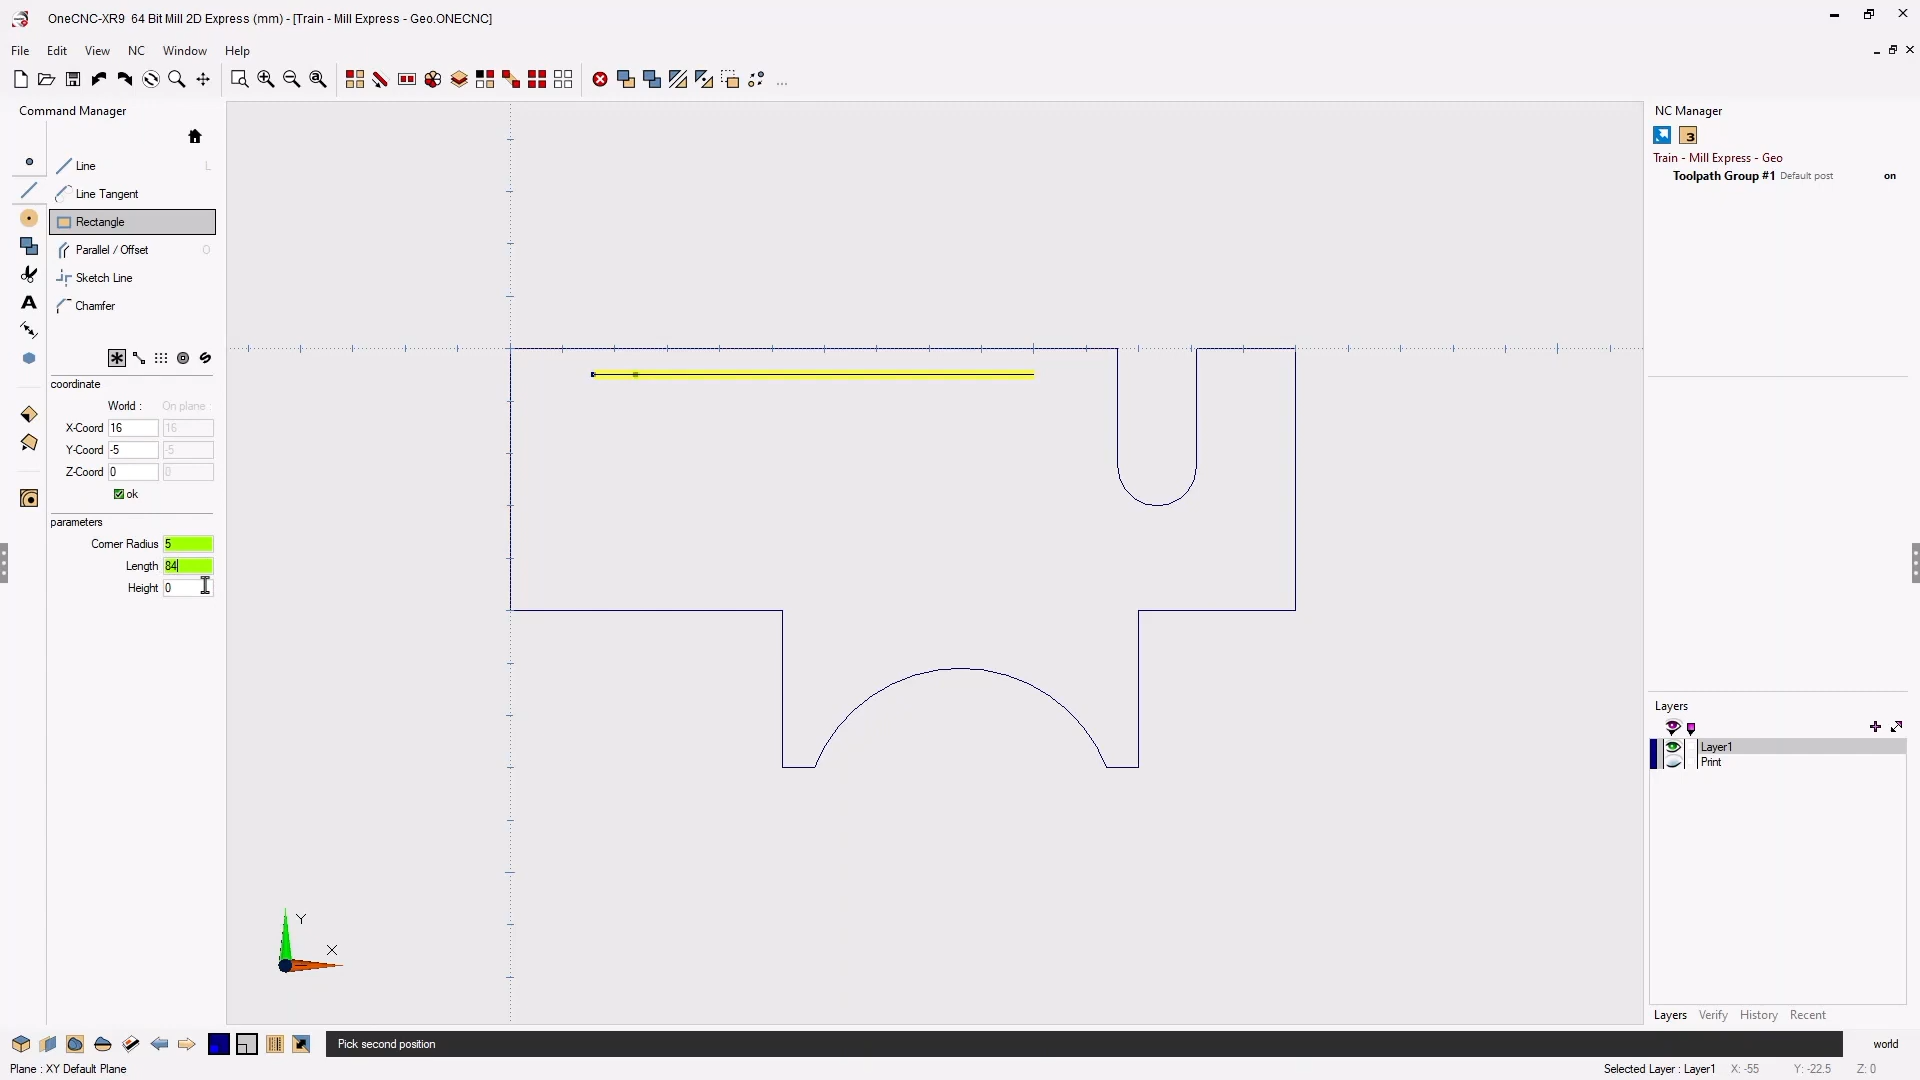 OneCNC-XR9 64 Bit Mill 2D Express (mm) - [Train - Mill Express - Geo.ONECNC]
File Edit View NC Window Help
Command Manager
Line L
Line Tangent
Rectangle
Parallel / Offset O
Sketch Line
Chamfer
coordinate
World : On plane :
X-Coord 16 16
Y-Coord -5 -5
Z-Coord 0 0
ok
parameters
Corner Radius 5
Length 84
Height 0
Y
X
NC Manager
3
Train - Mill Express - Geo
Toolpath Group #1 Default post on
Layers
Layer1
Print
Layers Verify History Recent
Pick second position
world
Plane : XY Default Plane
Selected Layer : Layer1 X: -55 Y: -22.5 Z: 0